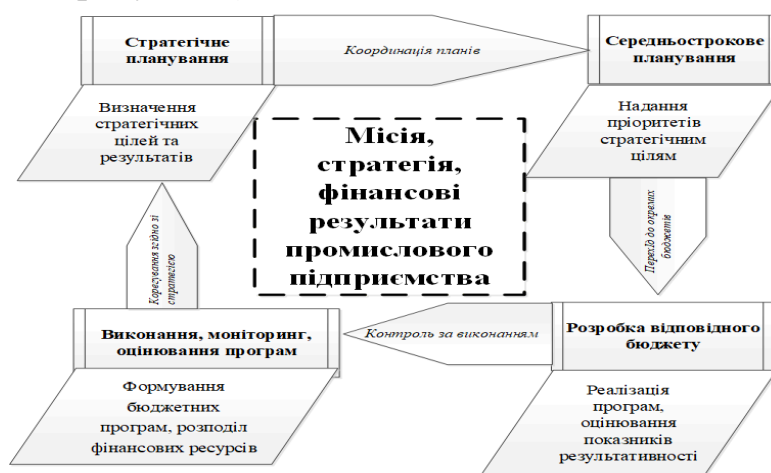 Стратегічне
планування
Координація планів
Середньострокове
планування
Визначення
стратегічних
цілей та
результатів
Надання
пріоритетів
стратегічним
цілям
Місія,
стратегія,
фінансові
результати
промислового
підприємства
Корегування згідно зі
стратегією
Перехід до окремих
бюджетів
Виконання, моніторинг,
оцінювання програм
Контроль за виконанням
Розробка відповідного
бюджету
Формування
бюджетних
програм, розподіл
фінансових ресурсів
Реалізація
програм,
оцінювання
показників
результативності